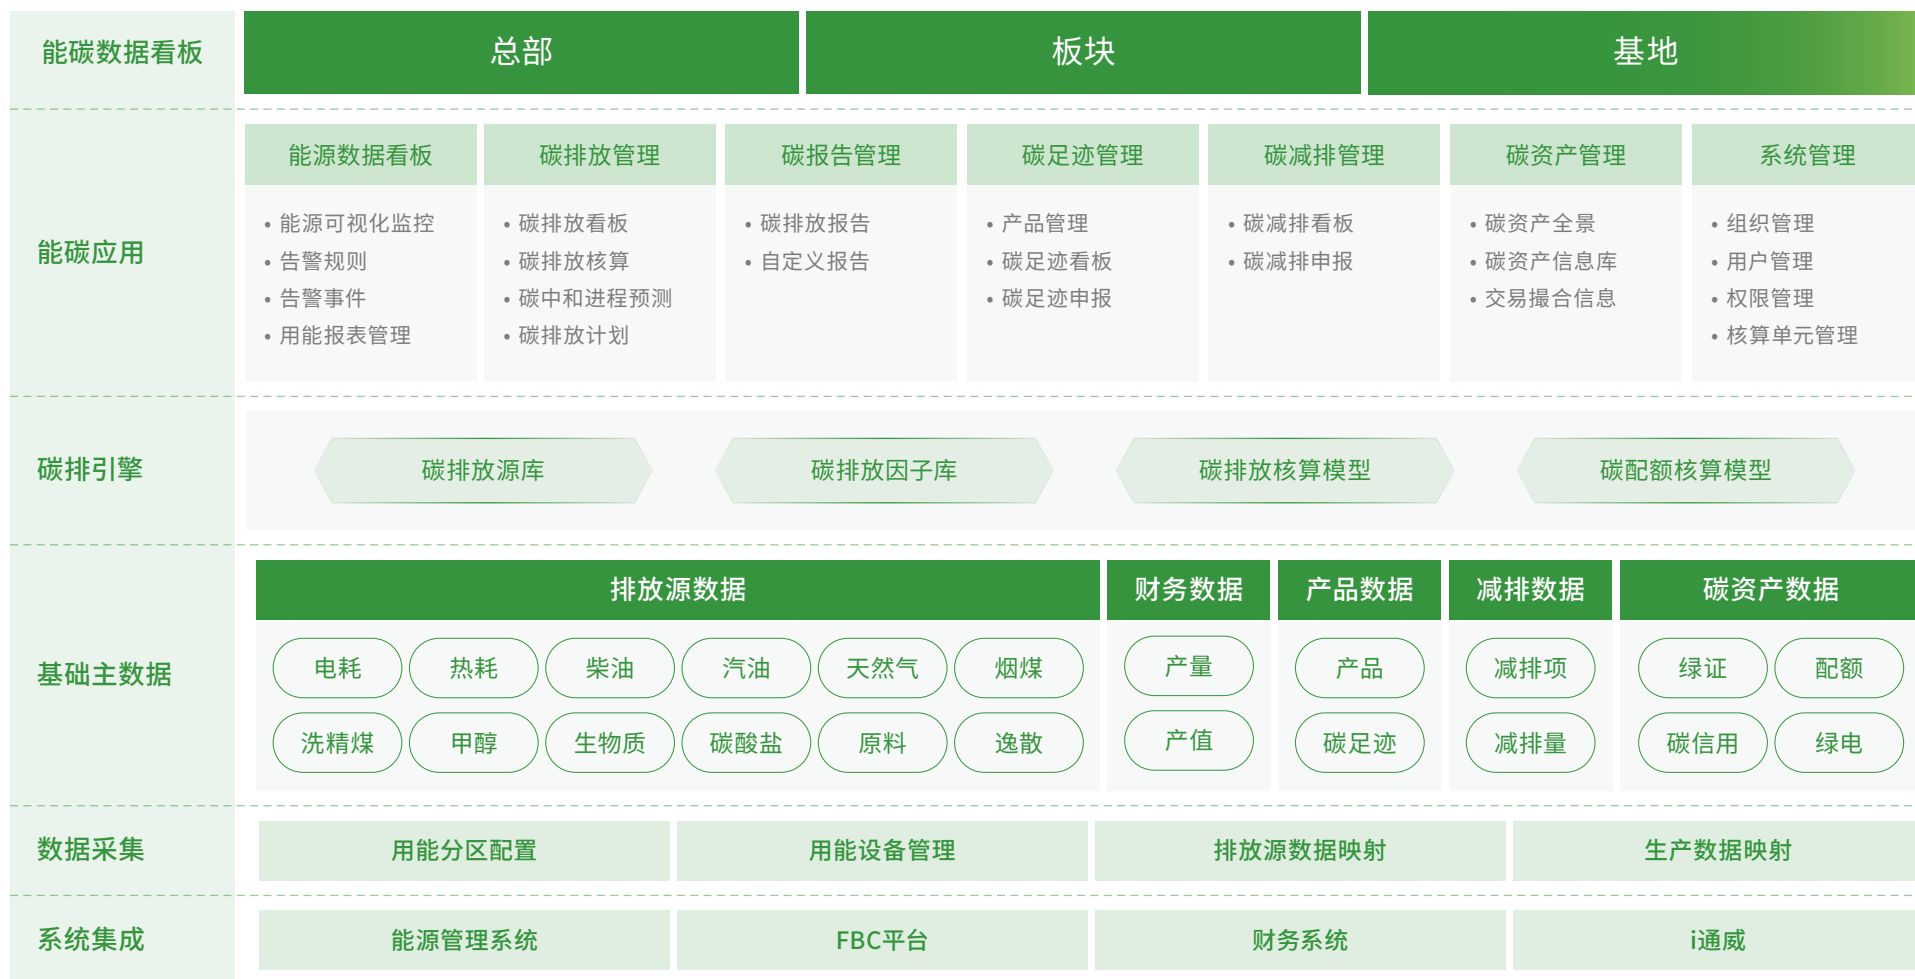 能碳数据看板
总部
板块
基地
能碳应用
能源数据看板
• 能源可视化监控
• 告警规则
• 告警事件
• 用能报表管理
碳排放管理
• 碳排放看板
• 碳排放核算
• 碳中和进程预测
• 碳排放计划
碳报告管理
• 碳排放报告
• 自定义报告
碳足迹管理
• 产品管理
• 碳足迹看板
• 碳足迹申报
碳减排管理
• 碳减排看板
• 碳减排申报
碳资产管理
• 碳资产全景
• 碳资产信息库
• 交易撮合信息
系统管理
• 组织管理
• 用户管理
• 权限管理
• 核算单元管理
碳排引擎
碳排放源库
碳排放因子库
碳排放核算模型
碳配额核算模型
基础主数据
排放源数据
电耗
热耗
柴油
汽油
天然气
烟煤
洗精煤
甲醇
生物质
碳酸盐
原料
逸散
财务数据
产量
产值
产品数据
产品
碳足迹
减排数据
减排项
减排量
碳资产数据
绿证
配额
碳信用
绿电
数据采集
用能分区配置
用能设备管理
排放源数据映射
生产数据映射
系统集成
能源管理系统
FBC平台
财务系统
i通威